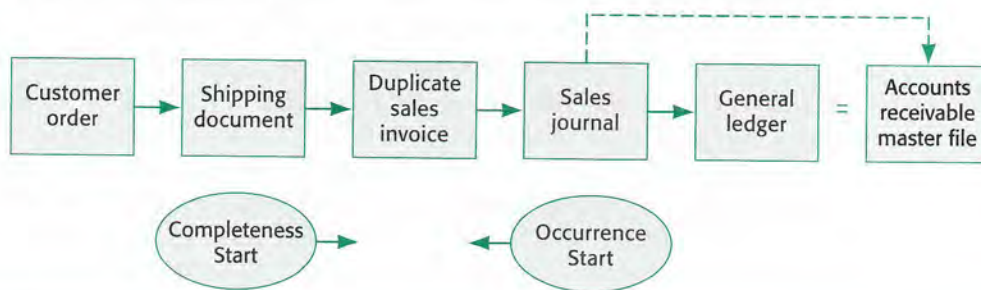 Customer
order
Shipping
document
Duplicate
sales
invoice
Sales
journal
General
ledger
=
Accounts
receivable
master file
Completeness
Start
Occurrence
Start